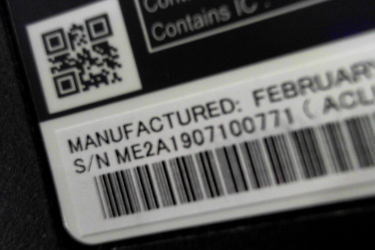 Contains IC :
MANUFACTURED: FEBRUARY
S/N ME2A1907100771 ( ACL